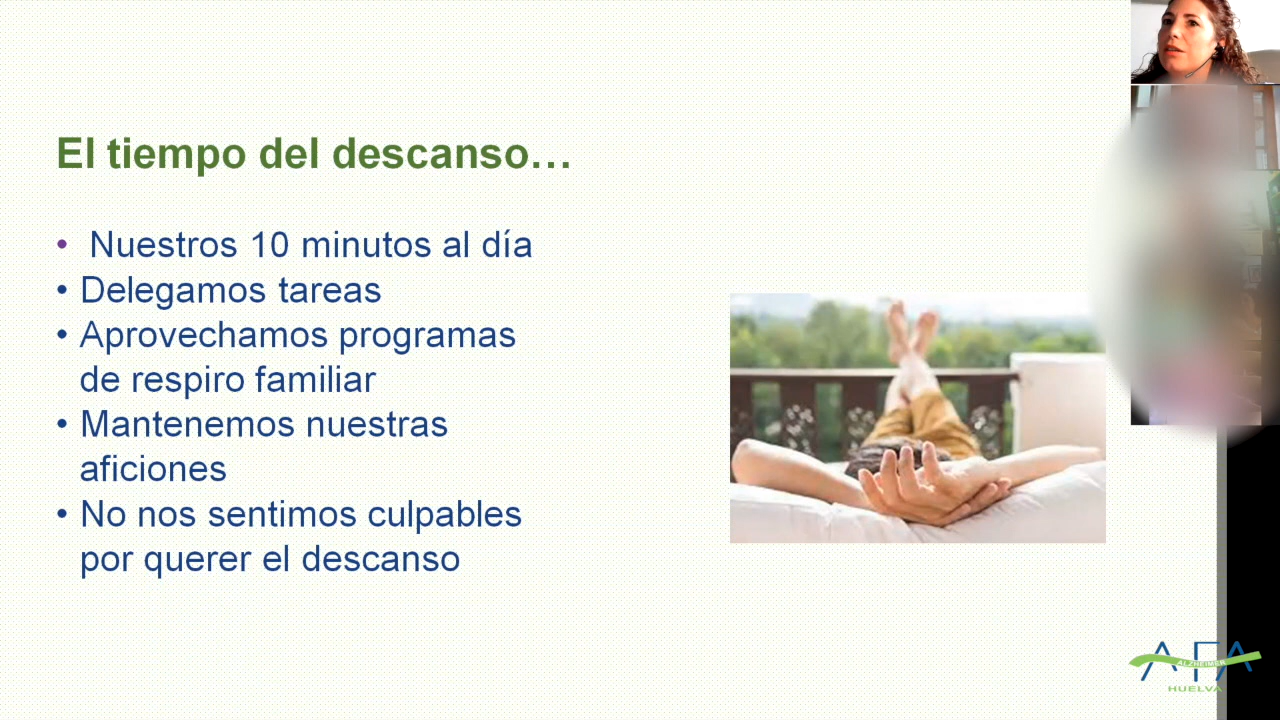 El tiempo del descanso…
• Nuestros 10 minutos al día
• Delegamos tareas
• Aprovechamos programas
de respiro familiar
• Mantenemos nuestras
aficiones
• No nos sentimos culpables
por querer el descanso
AFA
ALZHEIMER
HUELVA